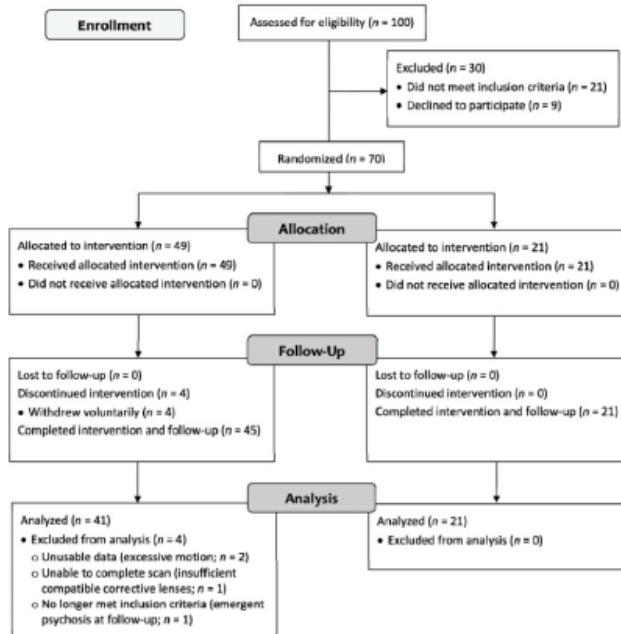 Enrollment
Assessed for eligibility (n = 100)
Excluded (n = 30)
• Did not meet inclusion criteria (n = 21)
• Declined to participate (n = 9)
Randomized (n = 70)
Allocation
Allocated to intervention (n = 49)
• Received allocated intervention (n = 49)
• Did not receive allocated intervention (n = 0)
Allocated to intervention (n = 21)
• Received allocated intervention (n = 21)
• Did not receive allocated intervention (n = 0)
Follow-Up
Lost to follow-up (n = 0)
Discontinued intervention (n = 4)
• Withdrew voluntarily (n = 4)
Completed intervention and follow-up (n = 45)
Lost to follow-up (n = 0)
Discontinued intervention (n = 0)
Completed intervention and follow-up (n = 21)
Analysis
Analyzed (n = 41)
• Excluded from analysis (n = 4)
o Unusable data (excessive motion; n = 2)
o Unable to complete scan (insufficient
compatible corrective lenses; n = 1)
o No longer met inclusion criteria (emergent
psychosis at follow-up; n = 1)
Analyzed (n = 21)
• Excluded from analysis (n = 0)